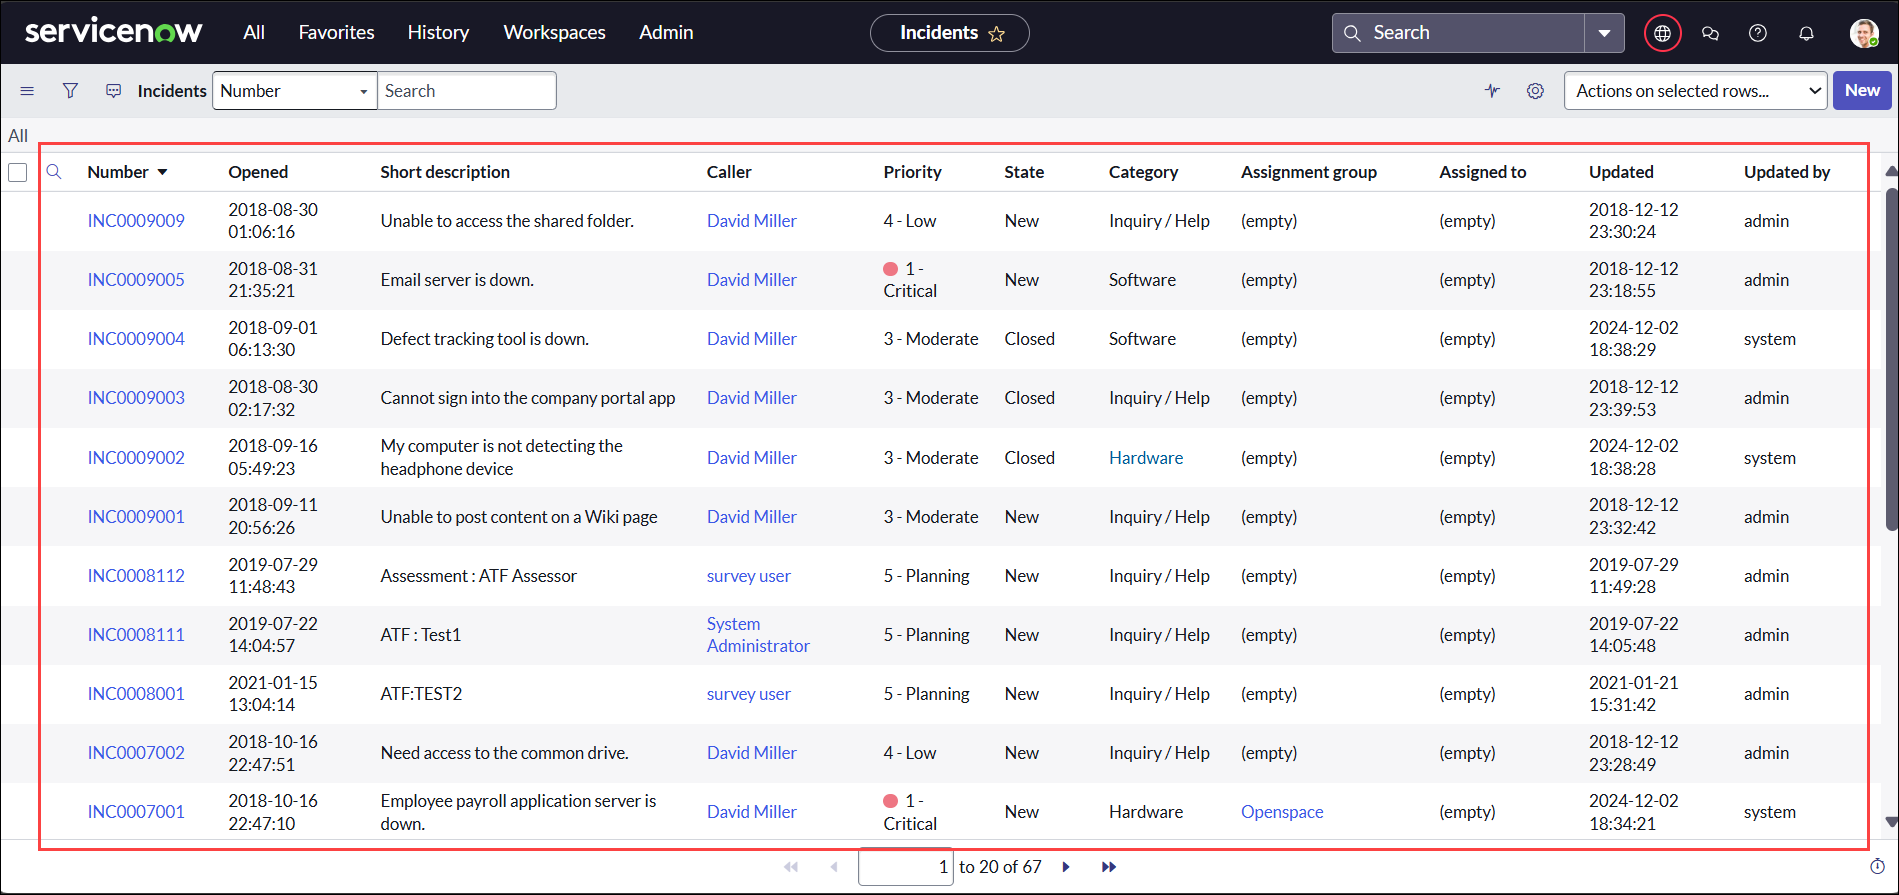 servicenow All Favorites History Workspaces Admin Incidents Search
Incidents Number Search Actions on selected rows... New
All
Number Opened Short description Caller Priority State Category Assignment group Assigned to Updated Updated by
INC0009009 2018-08-30 01:06:16 Unable to access the shared folder. David Miller 4 - Low New Inquiry / Help (empty) (empty) 2018-12-12 23:30:24 admin
INC0009005 2018-08-31 21:35:21 Email server is down. David Miller 1 - Critical New Software (empty) (empty) 2018-12-12 23:18:55 admin
INC0009004 2018-09-01 06:13:30 Defect tracking tool is down. David Miller 3 - Moderate Closed Software (empty) (empty) 2024-12-02 18:38:29 system
INC0009003 2018-08-30 02:17:32 Cannot sign into the company portal app David Miller 3 - Moderate Closed Inquiry / Help (empty) (empty) 2018-12-12 23:39:53 admin
INC0009002 2018-09-16 05:49:23 My computer is not detecting the headphone device David Miller 3 - Moderate Closed Hardware (empty) (empty) 2024-12-02 18:38:28 system
INC0009001 2018-09-11 20:56:26 Unable to post content on a Wiki page David Miller 3 - Moderate New Inquiry / Help (empty) (empty) 2018-12-12 23:32:42 admin
INC0008112 2019-07-29 11:48:43 Assessment : ATF Assessor survey user 5 - Planning New Inquiry / Help (empty) (empty) 2019-07-29 11:49:28 admin
INC0008111 2019-07-22 14:04:57 ATF : Test1 System Administrator 5 - Planning New Inquiry / Help (empty) (empty) 2019-07-22 14:05:48 admin
INC0008001 2021-01-15 13:04:14 ATF:TEST2 survey user 5 - Planning New Inquiry / Help (empty) (empty) 2021-01-21 15:31:42 admin
INC0007002 2018-10-16 22:47:51 Need access to the common drive. David Miller 4 - Low New Inquiry / Help (empty) (empty) 2018-12-12 23:28:49 admin
INC0007001 2018-10-16 22:47:10 Employee payroll application server is down. David Miller 1 - Critical New Hardware Openspace (empty) 2024-12-02 18:34:21 system
1 to 20 of 67